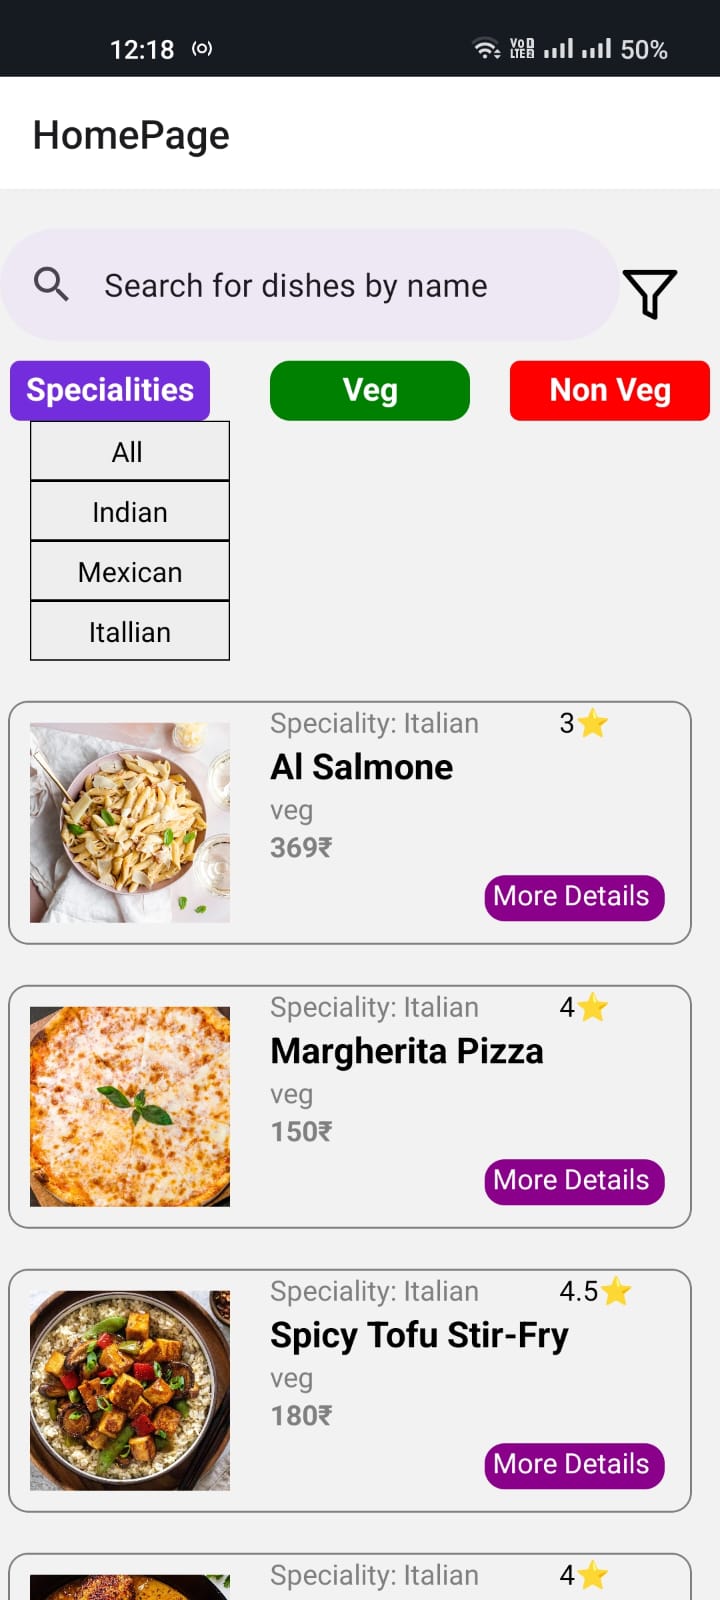 12:18 VoD LTE2 50%
HomePage
Search for dishes by name
Specialities Veg Non Veg
All
Indian
Mexican
Itallian
Speciality: Italian 3⭐
Al Salmone
veg
369₹
More Details
Speciality: Italian 4⭐
Margherita Pizza
veg
150₹
More Details
Speciality: Italian 4.5⭐
Spicy Tofu Stir-Fry
veg
180₹
More Details
Speciality: Italian 4⭐